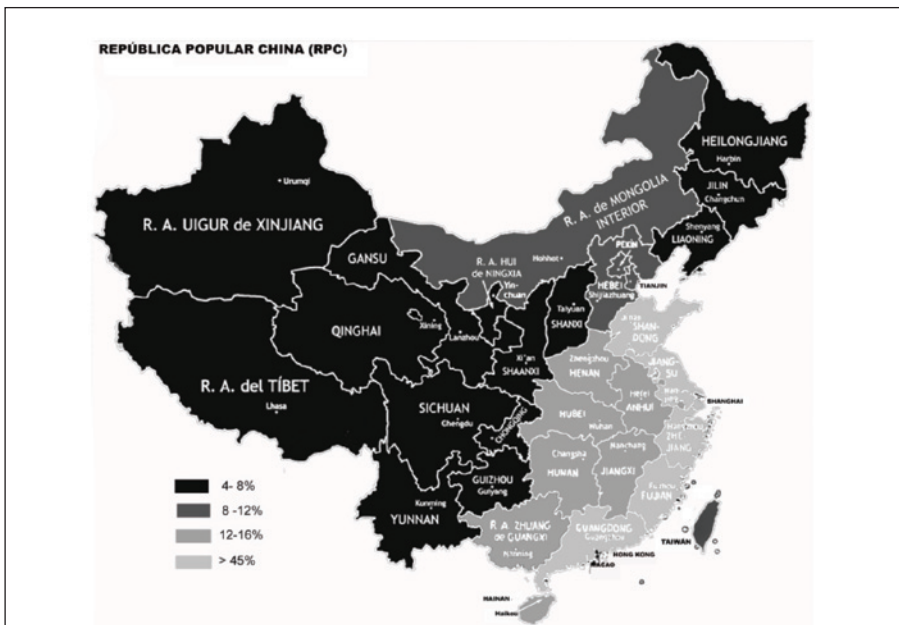 REPÚBLICA POPULAR CHINA (RPC)
HEILONGJIANG
Harbin
JILIN
Changchun
Shenyang
LIAONING
Urumqi
R. A. UIGUR de XINJIANG
R. A. de MONGOLIA
INTERIOR
Hohhot
GANSU
R. A. HUI
de NINGXIA
Yin-
chuan
PEKÍN
TIANJIN
HEBEI
Shijiazhuang
Taiyüan
SHANXI
SHAN-
DONG
QINGHAI
Xining
Lanzhou
Xi'an
SHAANXI
Zhengzhou
HENAN
JIANG-
SU
R. A. del TÍBET
Lhasa
SICHUAN
Chengdu
CHONGQING
HUBEI
Wuhan
ANHUI
SHANGHAI
ZHE
JIANG
Changsha
HUNAN
Nanchang
JIANGXI
GUIZHOU
Guiyang
FUJIAN
Kunming
YUNNAN
R. A. ZHUANG
de GUANGXI
GUANGDONG
TAIWÁN
HONG KONG
MACAO
HAINAN
Haikou
4- 8%
8 -12%
12-16%
> 45%